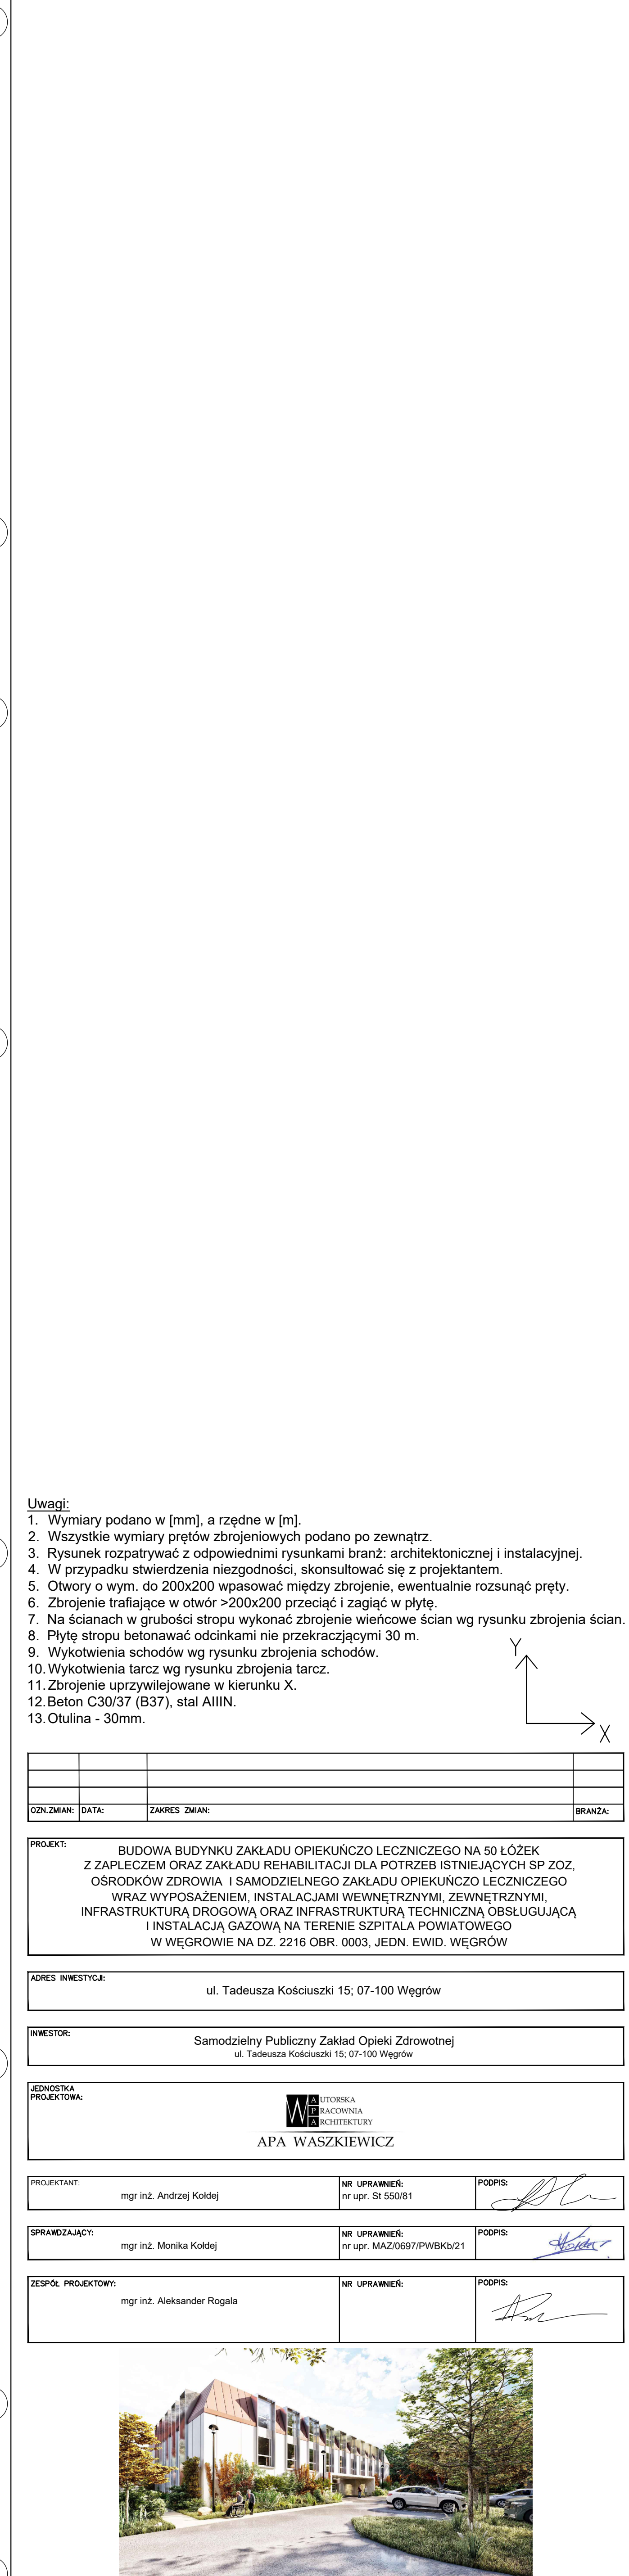 Uwagi:
1. Wymiary podano w [mm], a rzędne w [m].
2. Wszystkie wymiary prętów zbrojeniowych podano po zewnątrz.
3. Rysunek rozpatrywać z odpowiednimi rysunkami branż: architektonicznej i instalacyjnej.
4. W przypadku stwierdzenia niezgodności, skonsultować się z projektantem.
5. Otwory o wym. do 200x200 wpasować między zbrojenie, ewentualnie rozsunąć pręty.
6. Zbrojenie trafiające w otwór >200x200 przeciąć i zagiąć w płytę.
7. Na ścianach w grubości stropu wykonać zbrojenie wieńcowe ścian wg rysunku zbrojenia ścian.
8. Płytę stropu betonawać odcinkami nie przekraczjącymi 30 m.
9. Wykotwienia schodów wg rysunku zbrojenia schodów.
10. Wykotwienia tarcz wg rysunku zbrojenia tarcz.
11. Zbrojenie uprzywilejowane w kierunku X.
12. Beton C30/37 (B37), stal AIIIN.
13. Otulina - 30mm.
Y
X
OZN.ZMIAN: DATA: ZAKRES ZMIAN: BRANŻA:
PROJEKT:
BUDOWA BUDYNKU ZAKŁADU OPIEKUŃCZO LECZNICZEGO NA 50 ŁÓŻEK
Z ZAPLECZEM ORAZ ZAKŁADU REHABILITACJI DLA POTRZEB ISTNIEJĄCYCH SP ZOZ,
OŚRODKÓW ZDROWIA I SAMODZIELNEGO ZAKŁADU OPIEKUŃCZO LECZNICZEGO
WRAZ WYPOSAŻENIEM, INSTALACJAMI WEWNĘTRZNYMI, ZEWNĘTRZNYMI,
INFRASTRUKTURĄ DROGOWĄ ORAZ INFRASTRUKTURĄ TECHNICZNĄ OBSŁUGUJĄCĄ
I INSTALACJĄ GAZOWĄ NA TERENIE SZPITALA POWIATOWEGO
W WĘGROWIE NA DZ. 2216 OBR. 0003, JEDN. EWID. WĘGRÓW
ADRES INWESTYCJI:
ul. Tadeusza Kościuszki 15; 07-100 Węgrów
INWESTOR:
Samodzielny Publiczny Zakład Opieki Zdrowotnej
ul. Tadeusza Kościuszki 15; 07-100 Węgrów
JEDNOSTKA
PROJEKTOWA:
W AUTORSKA
PRACOWNIA
ARCHITEKTURY
APA WASZKIEWICZ
PROJEKTANT: NR UPRAWNIEŃ: PODPIS:
mgr inż. Andrzej Kołdej nr upr. St 550/81
SPRAWDZAJĄCY: NR UPRAWNIEŃ: PODPIS:
mgr inż. Monika Kołdej nr upr. MAZ/0697/PWBKb/21
ZESPÓŁ PROJEKTOWY: NR UPRAWNIEŃ: PODPIS:
mgr inż. Aleksander Rogala